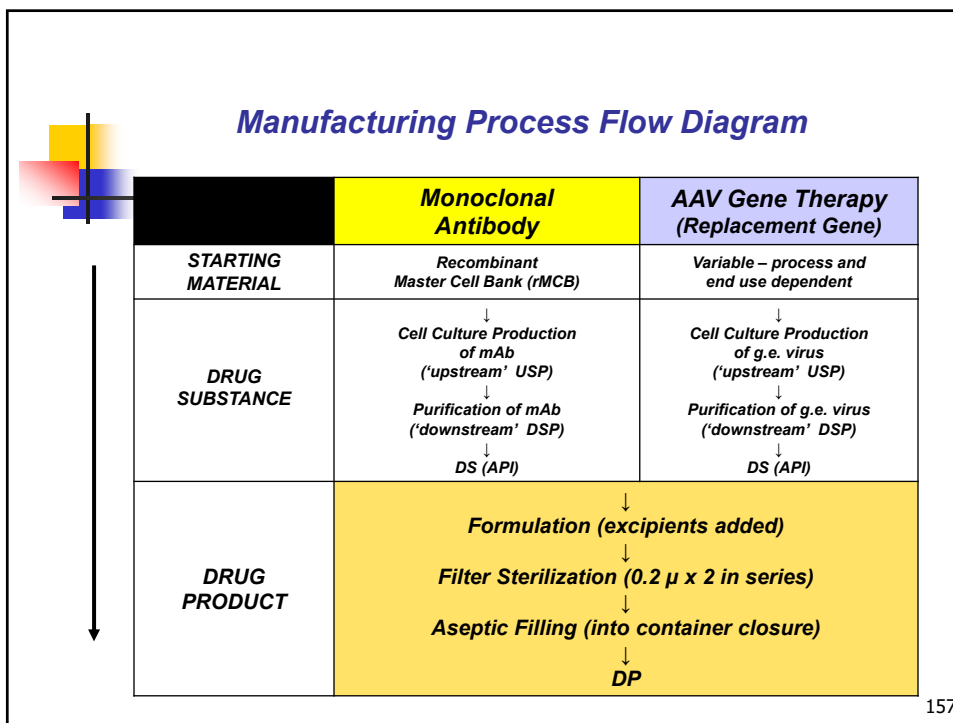 Manufacturing Process Flow Diagram
Monoclonal
Antibody
AAV Gene Therapy
(Replacement Gene)
STARTING
MATERIAL
Recombinant
Master Cell Bank (rMCB)
Variable – process and
end use dependent
DRUG
SUBSTANCE
↓
Cell Culture Production
of mAb
(‘upstream’ USP)
↓
Purification of mAb
(‘downstream’ DSP)
↓
DS (API)
↓
Cell Culture Production
of g.e. virus
(‘upstream’ USP)
↓
Purification of g.e. virus
(‘downstream’ DSP)
↓
DS (API)
DRUG
PRODUCT
↓
Formulation (excipients added)
↓
Filter Sterilization (0.2 µ x 2 in series)
↓
Aseptic Filling (into container closure)
↓
DP
157